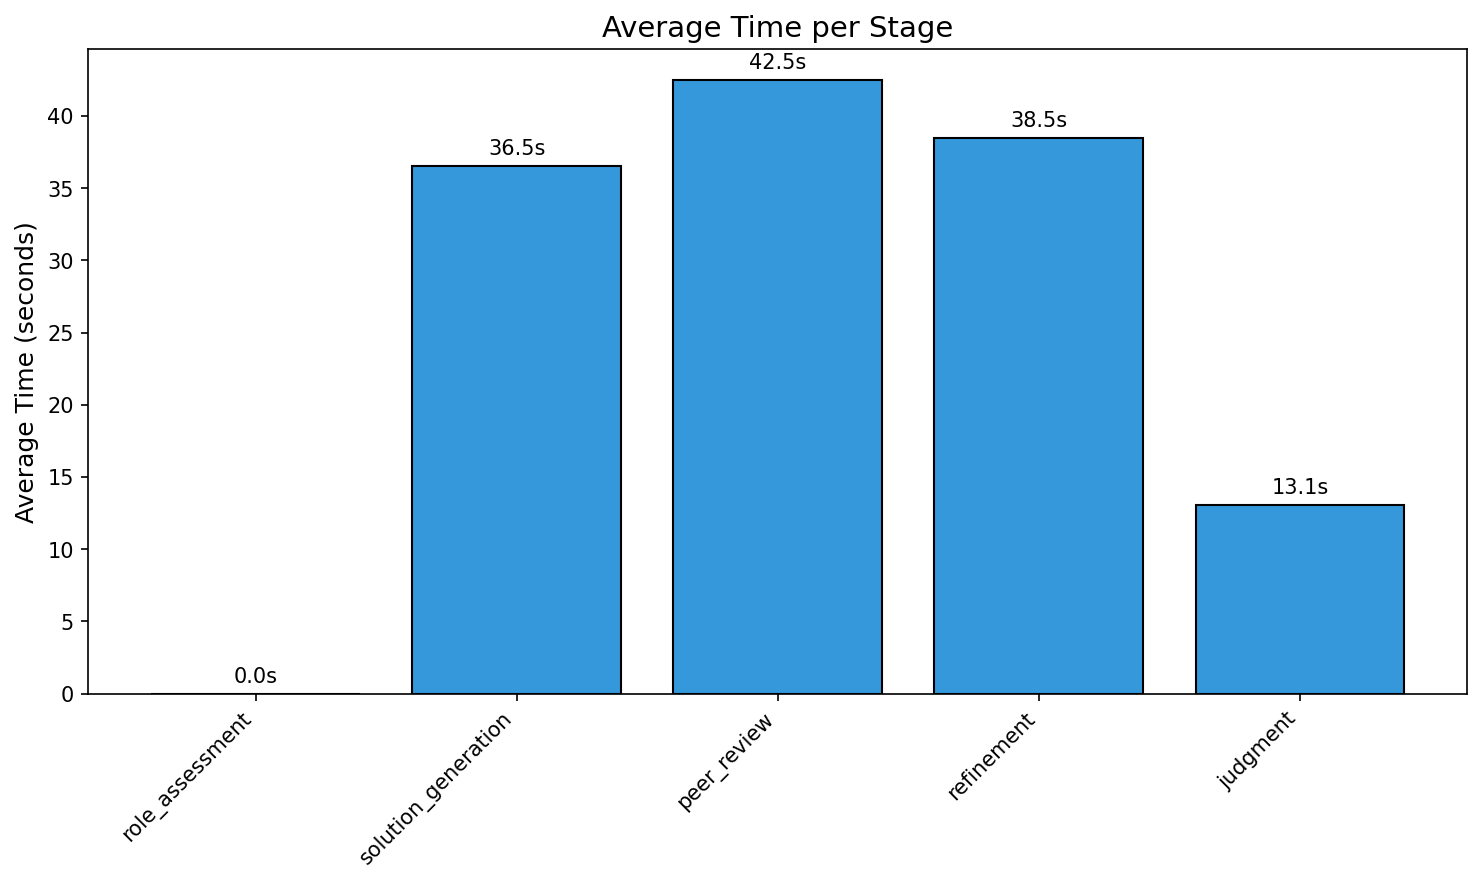 Average Time per Stage
Average Time (seconds)
40
35
30
25
20
15
10
5
0
0.0s
36.5s
42.5s
38.5s
13.1s
role_assessment
solution_generation
peer_review
refinement
judgment